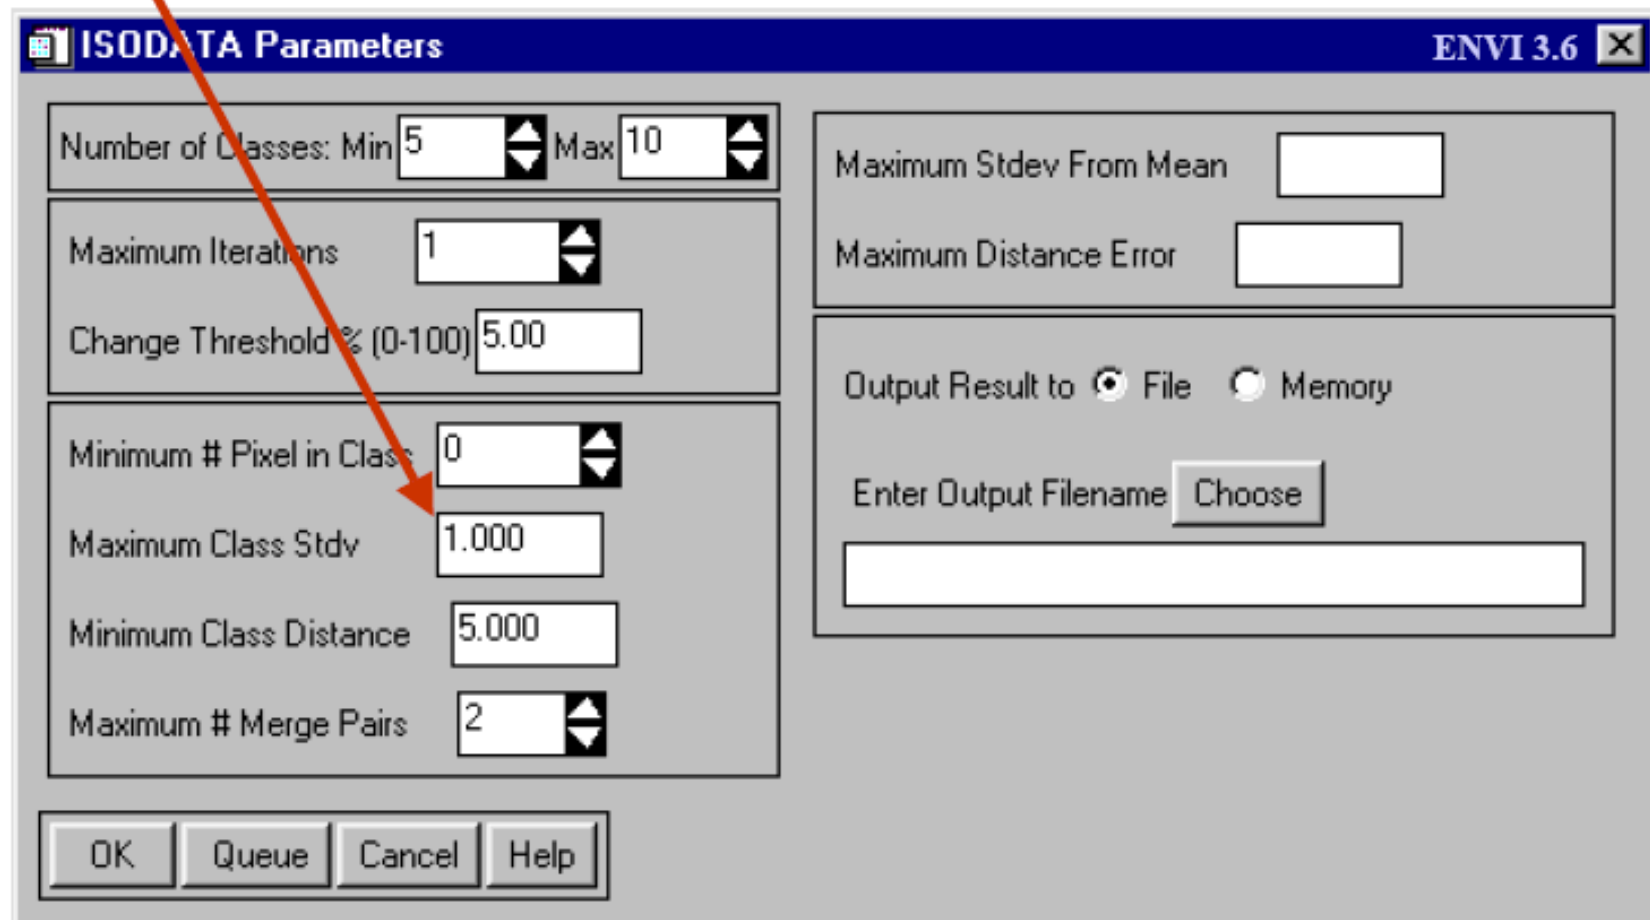 ISODATA Parameters ENVI 3.6
Number of Classes: Min 5 Max 10
Maximum Iterations 1
Change Threshold % (0-100) 5.00
Minimum # Pixel in Class 0
Maximum Class Stdv 1.000
Minimum Class Distance 5.000
Maximum # Merge Pairs 2
Maximum Stdev From Mean
Maximum Distance Error
Output Result to File Memory
Enter Output Filename Choose
OK Queue Cancel Help